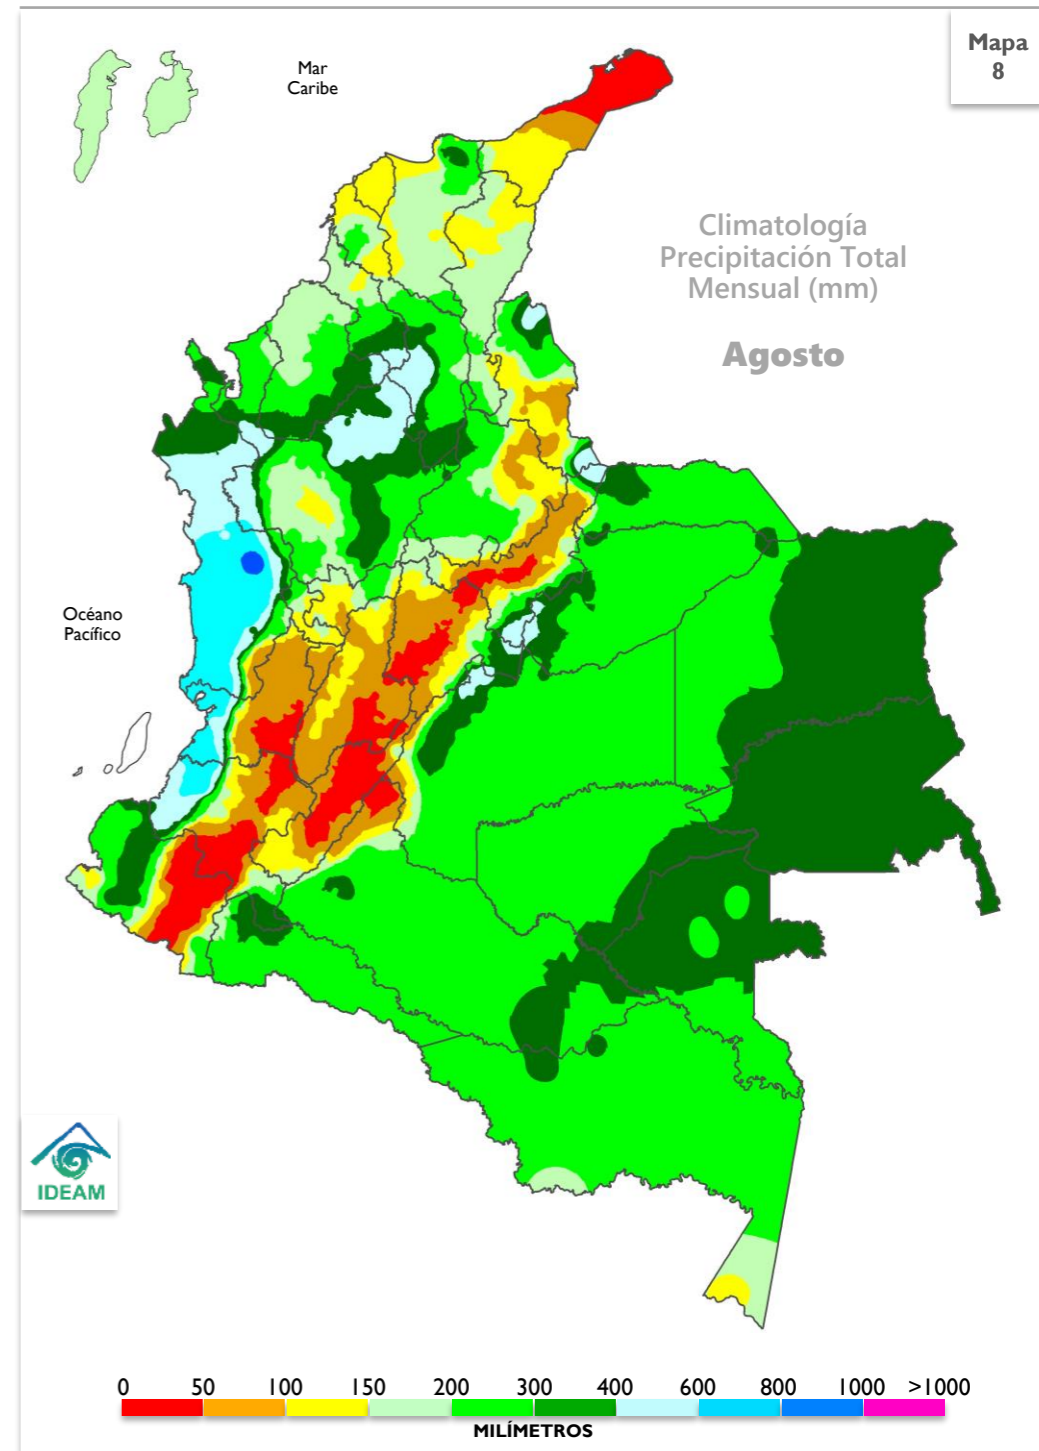 Mapa
8
Mar
Caribe
Climatología
Precipitación Total
Mensual (mm)
Agosto
Océano
Pacífico
IDEAM
0 50 100 150 200 300 400 600 800 1000 >1000
MILÍMETROS